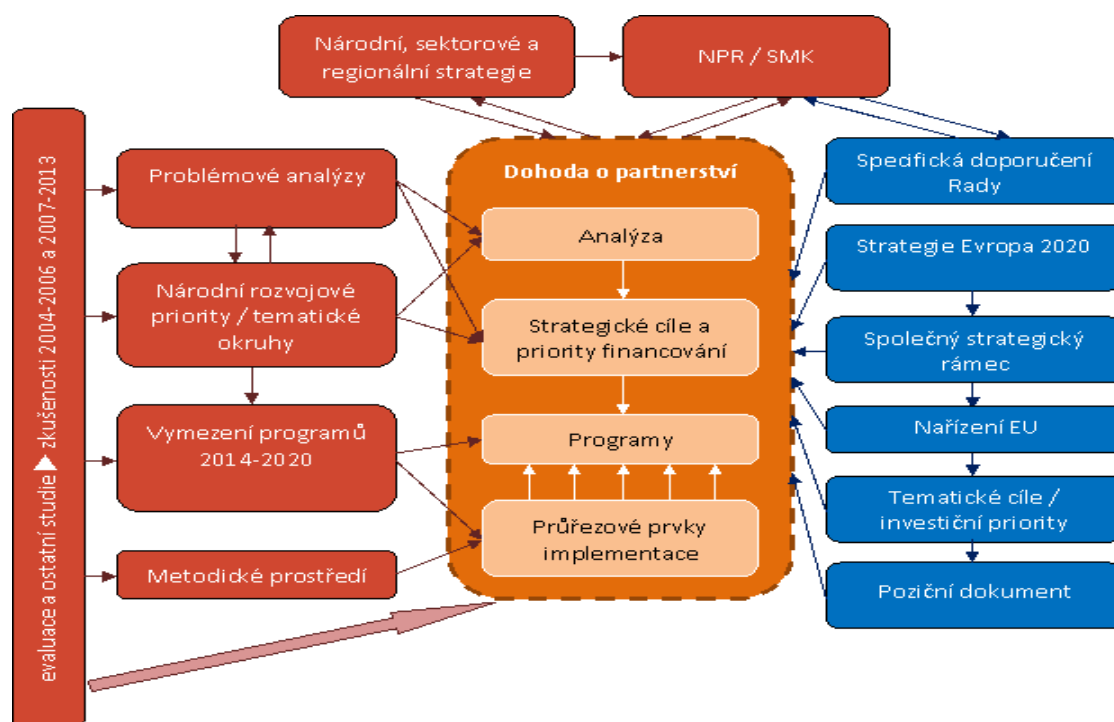 Národní, sektorové a
regionální strategie
NPR / SMK
evaluace a ostatní studie ▶ zkušenosti 2004-2006 a 2007-2013
Problémové analýzy
Národní rozvojové
priority / tematické
okruhy
Vymezení programů
2014-2020
Metodické prostředí
Dohoda o partnerství
Analýza
Strategické cíle a
priority financování
Programy
Průřezové prvky
implementace
Specifická doporučení
Rady
Strategie Evropa 2020
Společný strategický
rámec
Nařízení EU
Tematické cíle /
investiční priority
Poziční dokument